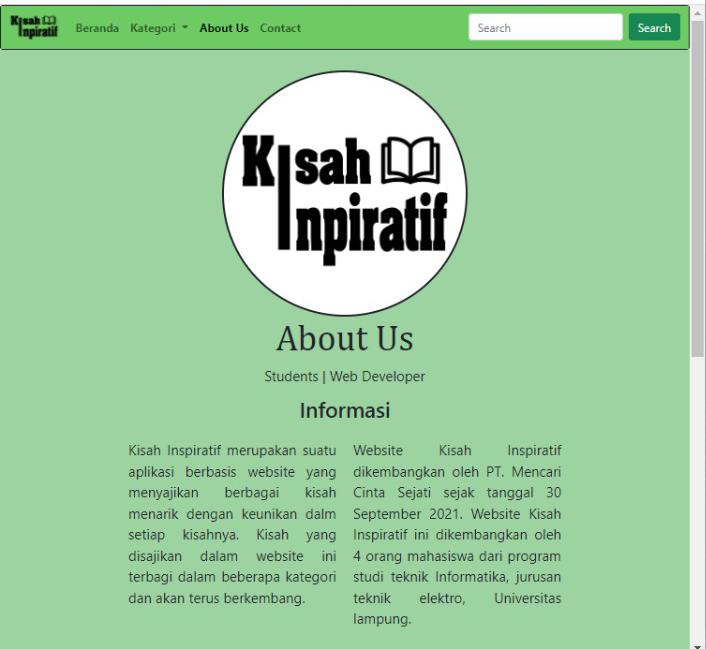 Kisah
Inpiratif
Beranda Kategori About Us Contact Search Search
Kisah
Inpiratif
About Us
Students | Web Developer
Informasi
Kisah Inspiratif merupakan suatu
aplikasi berbasis website yang
menyajikan berbagai kisah
menarik dengan keunikan dalm
setiap kisahnya. Kisah yang
disajikan dalam website ini
terbagi dalam beberapa kategori
dan akan terus berkembang.
Website Kisah Inspiratif
dikembangkan oleh PT. Mencari
Cinta Sejati sejak tanggal 30
September 2021. Website Kisah
Inspiratif ini dikembangkan oleh
4 orang mahasiswa dari program
studi teknik Informatika, jurusan
teknik elektro, Universitas
lampung.